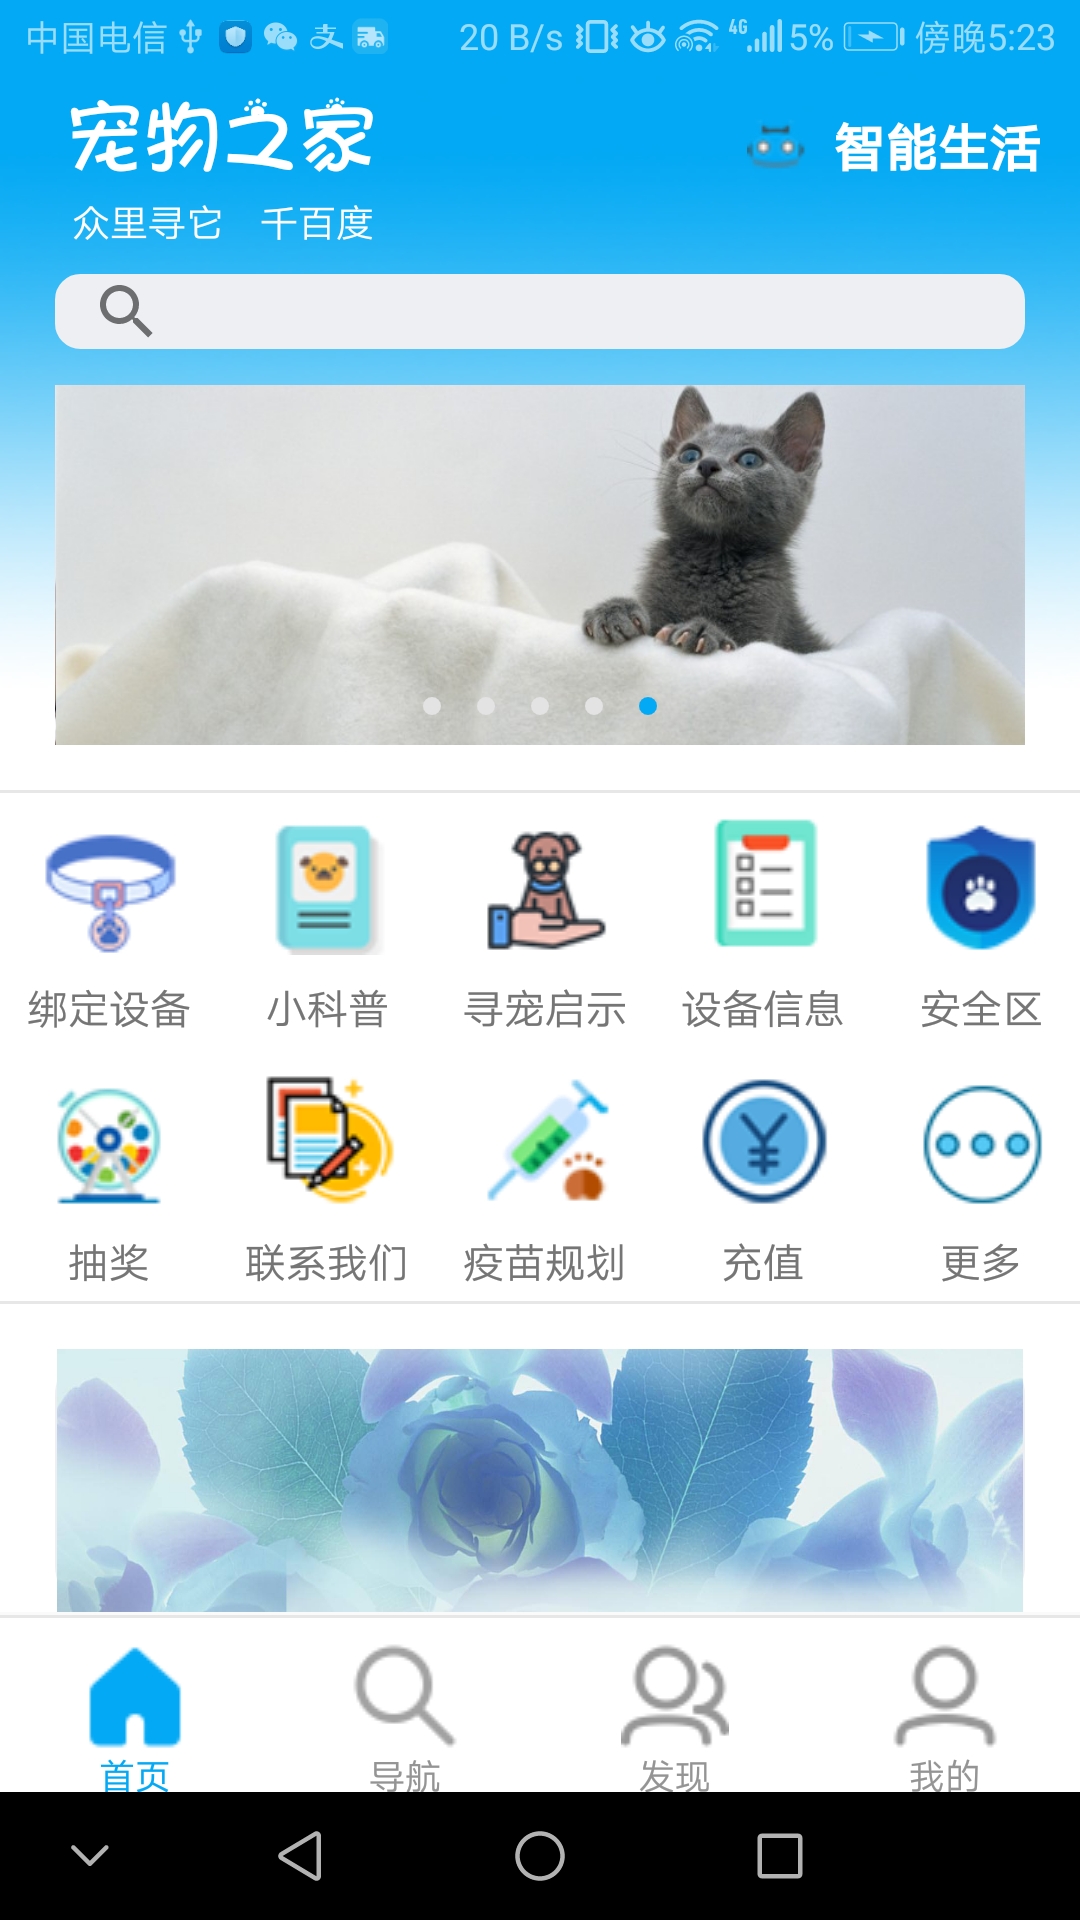 中国电信 20 B/s 4G 5% 傍晚5:23
宠物之家
智能生活
众里寻它 千百度
绑定设备 小科普 寻宠启示 设备信息 安全区
抽奖 联系我们 疫苗规划 充值 更多
首页 导航 发现 我的